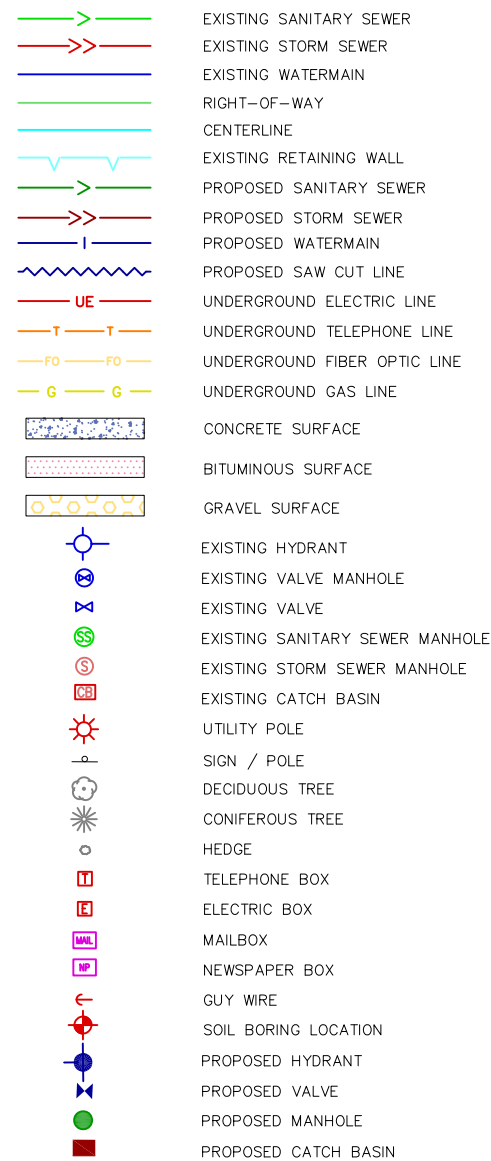 > EXISTING SANITARY SEWER
>> EXISTING STORM SEWER
EXISTING WATERMAIN
RIGHT-OF-WAY
CENTERLINE
EXISTING RETAINING WALL
> PROPOSED SANITARY SEWER
>> PROPOSED STORM SEWER
I PROPOSED WATERMAIN
PROPOSED SAW CUT LINE
UE UNDERGROUND ELECTRIC LINE
T T UNDERGROUND TELEPHONE LINE
FO FO UNDERGROUND FIBER OPTIC LINE
G G UNDERGROUND GAS LINE
CONCRETE SURFACE
BITUMINOUS SURFACE
GRAVEL SURFACE
EXISTING HYDRANT
EXISTING VALVE MANHOLE
EXISTING VALVE
SS EXISTING SANITARY SEWER MANHOLE
S EXISTING STORM SEWER MANHOLE
CB EXISTING CATCH BASIN
UTILITY POLE
SIGN / POLE
DECIDUOUS TREE
CONIFEROUS TREE
HEDGE
T TELEPHONE BOX
E ELECTRIC BOX
MAIL MAILBOX
NP NEWSPAPER BOX
GUY WIRE
SOIL BORING LOCATION
PROPOSED HYDRANT
PROPOSED VALVE
PROPOSED MANHOLE
PROPOSED CATCH BASIN